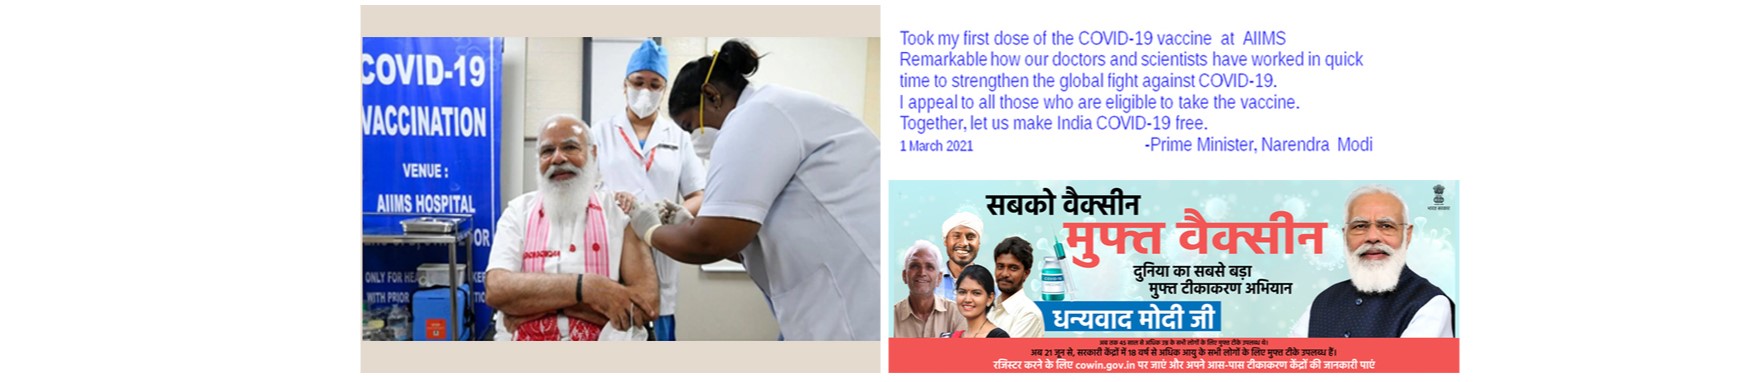 COVID-19
VACCINATION
VENUE :
AIIMS HOSPITAL
OR
ONLY FOR HEA
KER
WITH PRIOR
Took my first dose of the COVID-19 vaccine at AIIMS
Remarkable how our doctors and scientists have worked in quick
time to strengthen the global fight against COVID-19.
I appeal to all those who are eligible to take the vaccine.
Together, let us make India COVID-19 free.
1 March 2021 -Prime Minister, Narendra Modi
सबको वैक्सीन
मुफ्त वैक्सीन
दुनिया का सबसे बड़ा
मुफ्त टीकाकरण अभियान
धन्यवाद मोदी जी
अब 21 जून से, सरकारी केंद्रों में 18 वर्ष से अधिक आयु के सभी लोगों के लिए मुफ्त टीके उपलब्ध हैं।
रजिस्टर करने के लिए cowin.gov.in पर जाएं और अपने आस-पास टीकाकरण केंद्रों की जानकारी पाएं